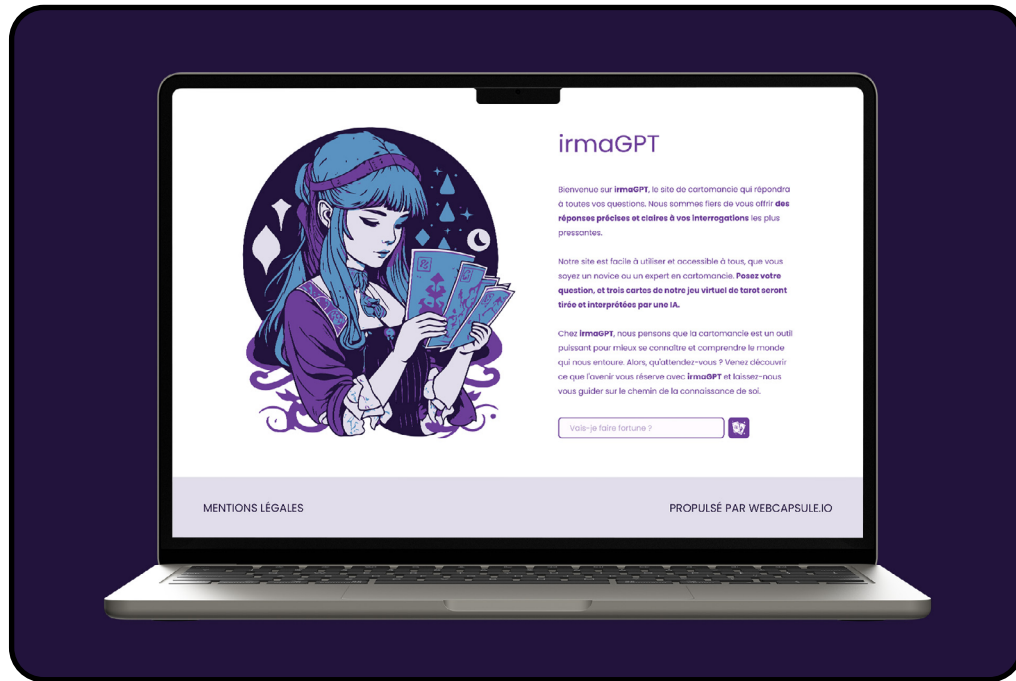 irmaGPT
Bienvenue sur irmaGPT, le site de cartomancie qui répondra
à toutes vos questions. Nous sommes fiers de vous offrir des
réponses précises et claires à vos interrogations les plus
pressantes.
Notre site est facile à utiliser et accessible à tous, que vous
soyez un novice ou un expert en cartomancie. Posez votre
question, et trois cartes de notre jeu virtuel de tarot seront
tirée et interprétées par une IA.
Chez irmaGPT, nous pensons que la cartomancie est un outil
puissant pour mieux se connaître et comprendre le monde
qui nous entoure. Alors, qu'attendez-vous ? Venez découvrir
ce que l'avenir vous réserve avec irmaGPT et laissez-nous
vous guider sur le chemin de la connaissance de soi.
Vais-je faire fortune ?
MENTIONS LÉGALES
PROPULSÉ PAR WEBCAPSULE.IO